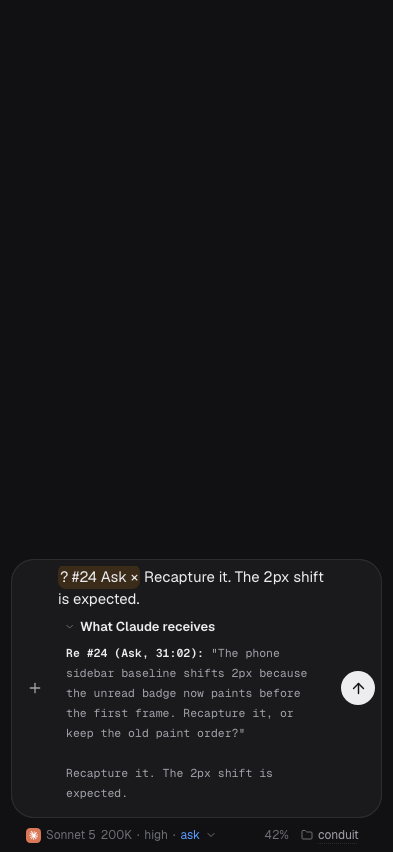 ? #24 Ask × Recapture it. The 2px shift
is expected.
What Claude receives
Re #24 (Ask, 31:02): "The phone
sidebar baseline shifts 2px because
the unread badge now paints before
the first frame. Recapture it, or
keep the old paint order?"
Recapture it. The 2px shift is
expected.
Sonnet 5 200K · high · ask 42% conduit